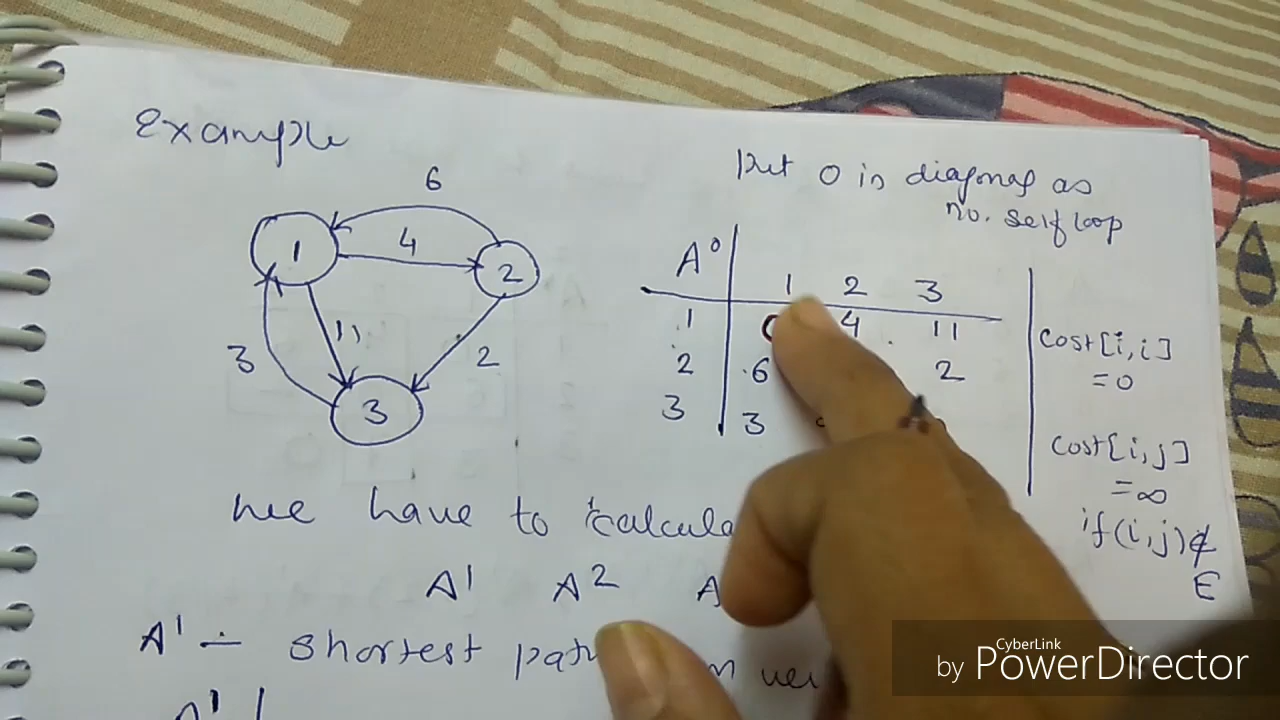 Example
6
1
4
2
3
11
2
3
Put 0 in diagonal as
no. self loop
A⁰ 1 2 3
1 0 4 11
2 6 2
3 3
Cost[i,i]
=0
Cost[i,j]
=∞
if(i,j)∉
E
we have to calcula
A¹ A² A
A¹ ÷ shortest
A¹
CyberLink
by PowerDirector